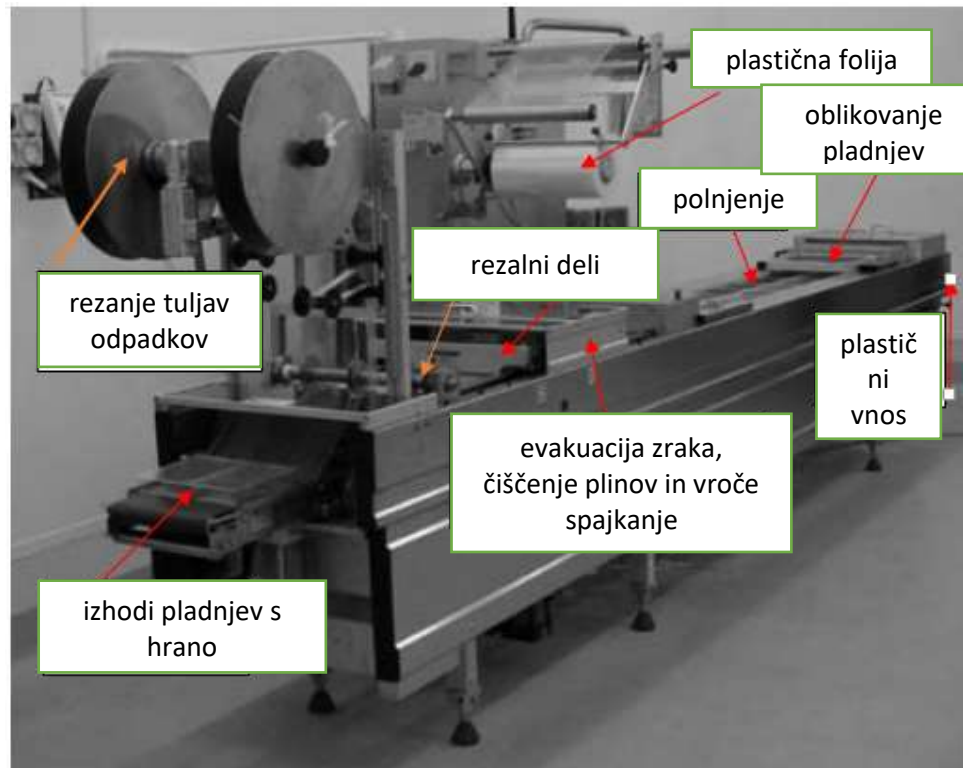 plastična folija
oblikovanje
pladnjev
polnjenje
rezalni deli
rezanje tuljav
odpadkov
plastič
ni
vnos
evakuacija zraka,
čiščenje plinov in vroče
spajkanje
izhodi pladnjev s
hrano